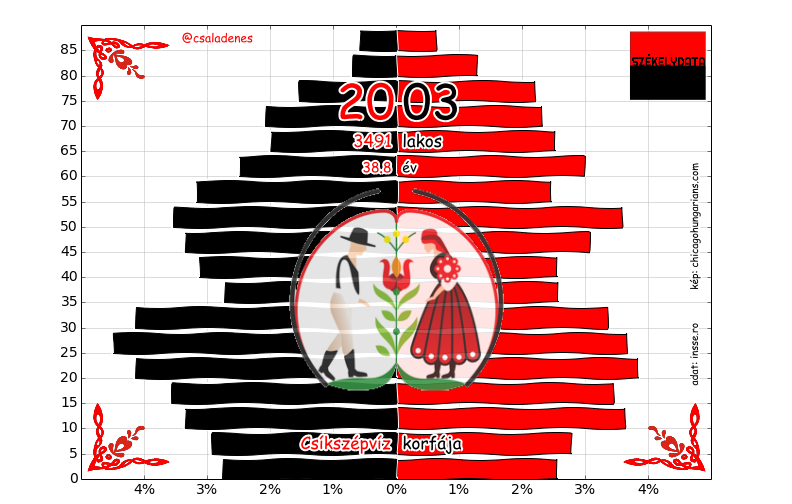 @csaladenes
SZÉKELYDATA
2003
3491 lakos
38.8 év
kép: chicagohungarians.com
adat: insse.ro
Csíkszépvíz korfája
85
80
75
70
65
60
55
50
45
40
35
30
25
20
15
10
5
0
4% 3% 2% 1% 0% 1% 2% 3% 4%